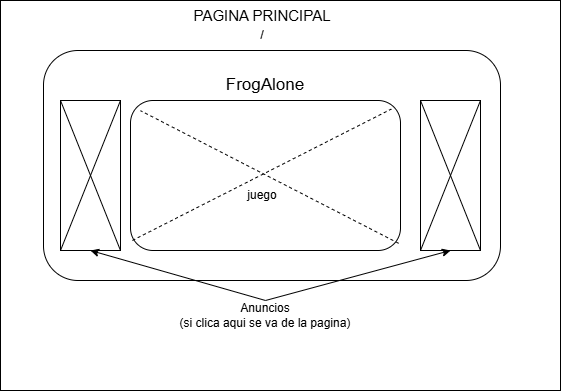 PAGINA PRINCIPAL
/
FrogAlone
juego
Anuncios
(si clica aqui se va de la pagina)